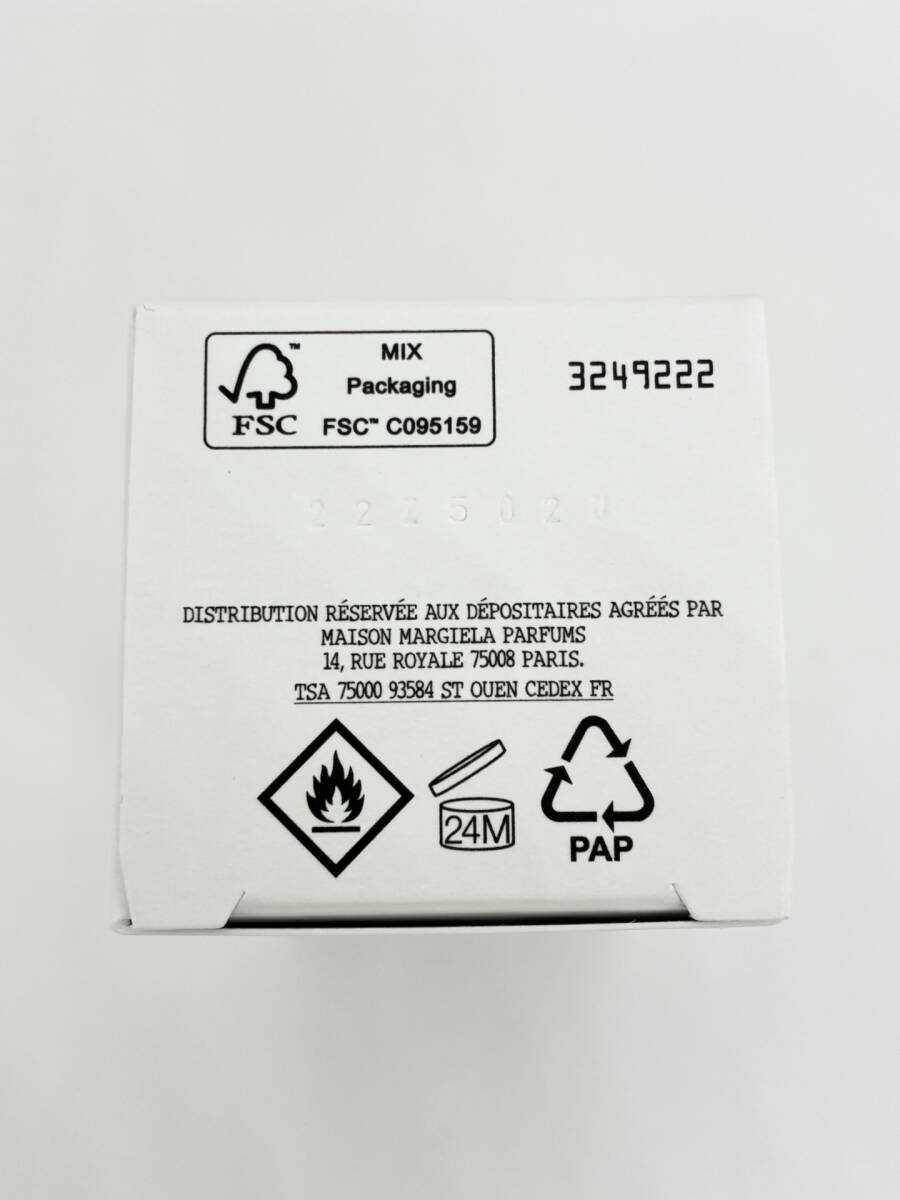 MIX
Packaging
FSC™ C095159
™
FSC
3249222
DISTRIBUTION RÉSERVÉE AUX DÉPOSITAIRES AGRÉÉS PAR
MAISON MARGIELA PARFUMS
14, RUE ROYALE 75008 PARIS.
TSA 75000 93584 ST OUEN CEDEX FR
24M
PAP